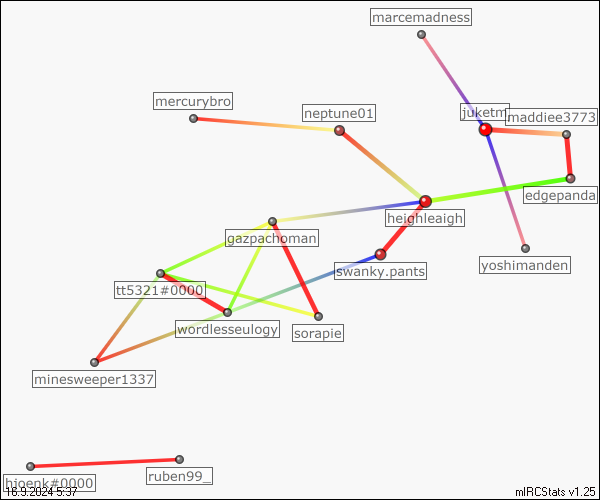 marcemadness
mercurybro
neptune01
juketm
maddiee3773
edgepanda
heighleaigh
gazpachoman
yoshimanden
swanky.pants
tt5321#0000
wordlesseulogy
sorapie
minesweeper1337
ruben99_
hjoenk#0000
16.9.2024 5:37
mIRCStats v1.25